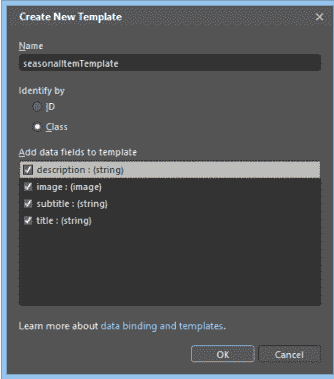 Create New Template
Name
seasonalItemTemplate
Identify by
ID
Class
Add data fields to template
description : (string)
image : (image)
subtitle : (string)
title : (string)
Learn more about data binding and templates.
OK Cancel